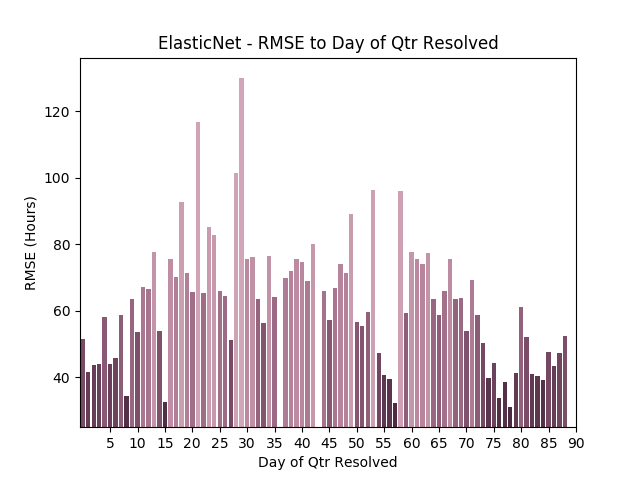 ElasticNet - RMSE to Day of Qtr Resolved
RMSE (Hours)
120
100
80
60
40
5 10 15 20 25 30 35 40 45 50 55 60 65 70 75 80 85 90
Day of Qtr Resolved